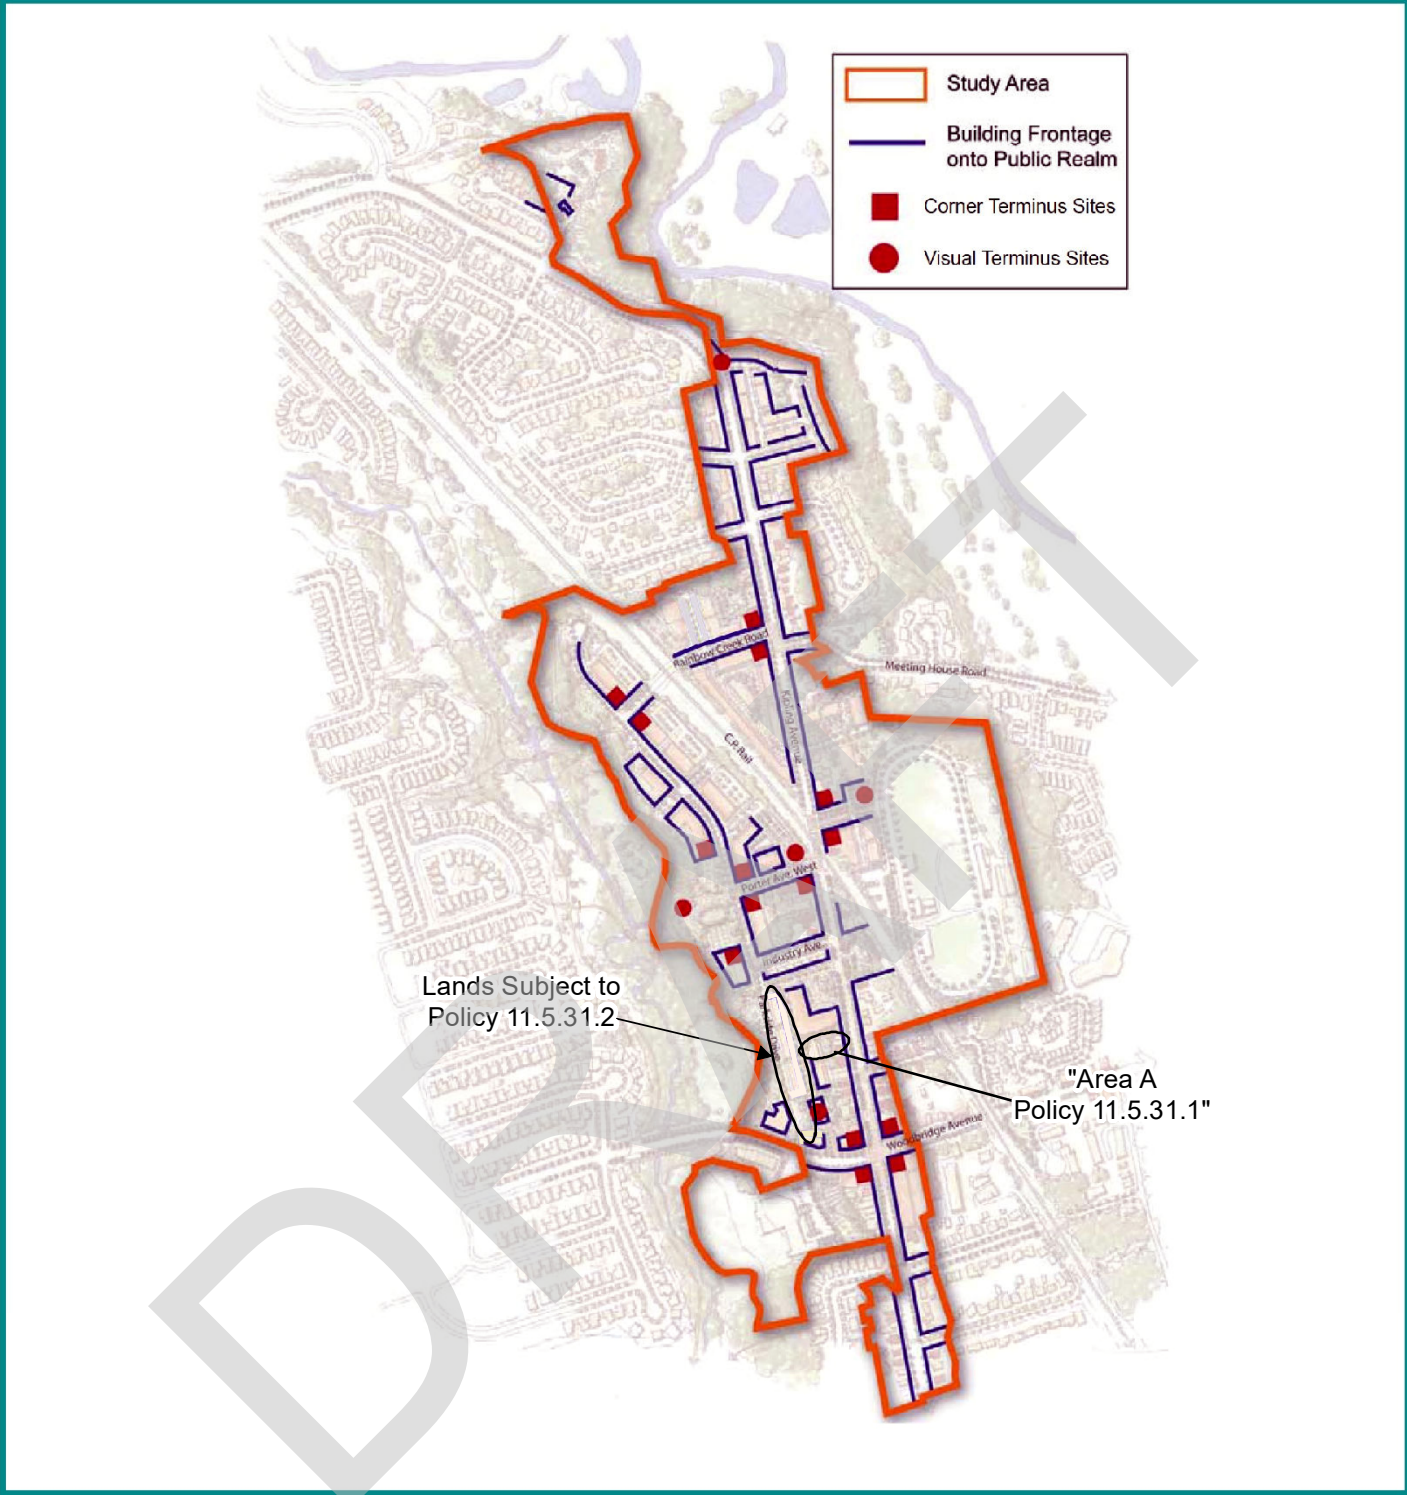 Study Area
Building Frontage
onto Public Realm
Corner Terminus Sites
Visual Terminus Sites
Rainbow Creek Road
Meeting House Road
Kipling Avenue
C.P. Rail
Porter Ave. West
Industry Ave.
Lands Subject to
Policy 11.5.31.2
"Area A
Policy 11.5.31.1"
Woodbridge Avenue
DRAFT